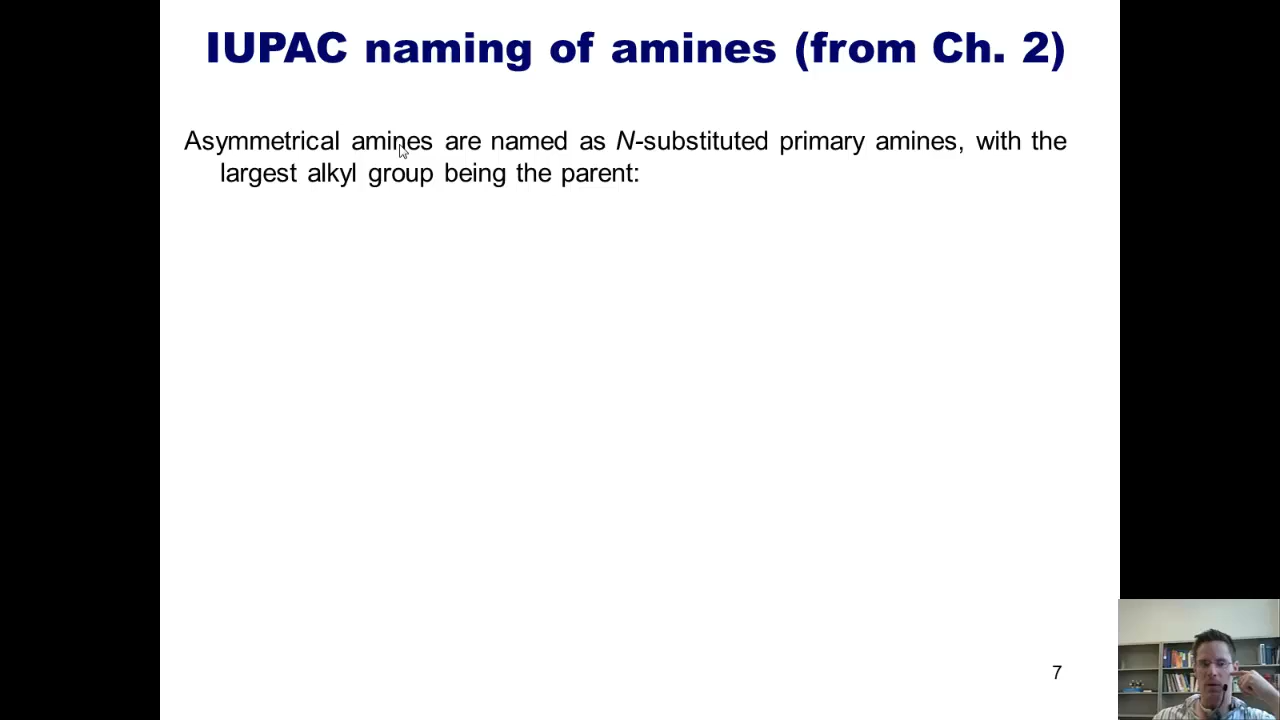 IUPAC naming of amines (from Ch. 2)
Asymmetrical amines are named as N-substituted primary amines, with the
largest alkyl group being the parent:
7